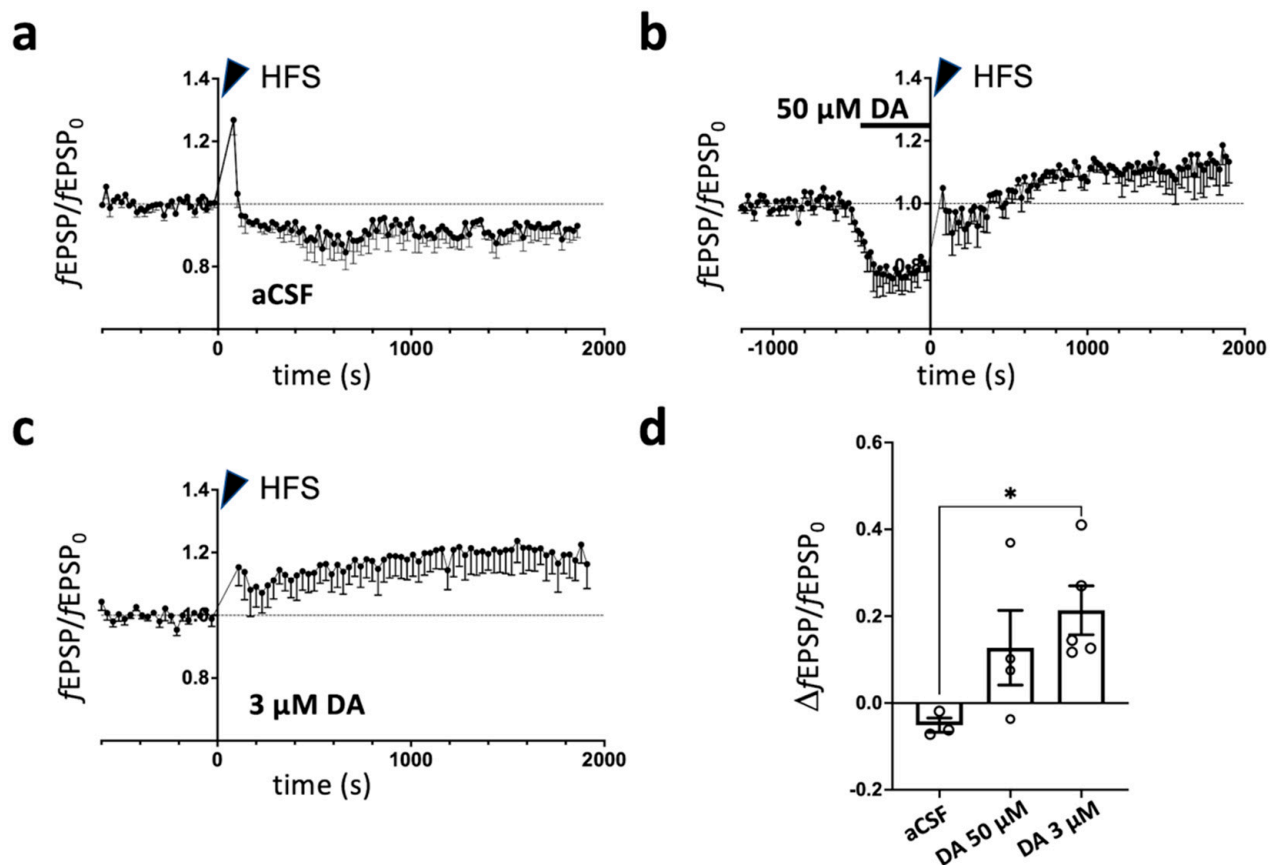 a
HFS
1.4
1.2
0.8
fEPSP/fEPSP0
aCSF
0
1000
2000
time (s)
b
HFS
50 µM DA
1.4
1.2
1.0
0.8
fEPSP/fEPSP0
-1000
0
1000
2000
time (s)
c
HFS
1.4
1.2
1.0
0.8
fEPSP/fEPSP0
3 µM DA
0
1000
2000
time (s)
d
0.6
0.4
0.2
0.0
-0.2
ΔfEPSP/fEPSP0
*
aCSF
DA 50 µM
DA 3 µM